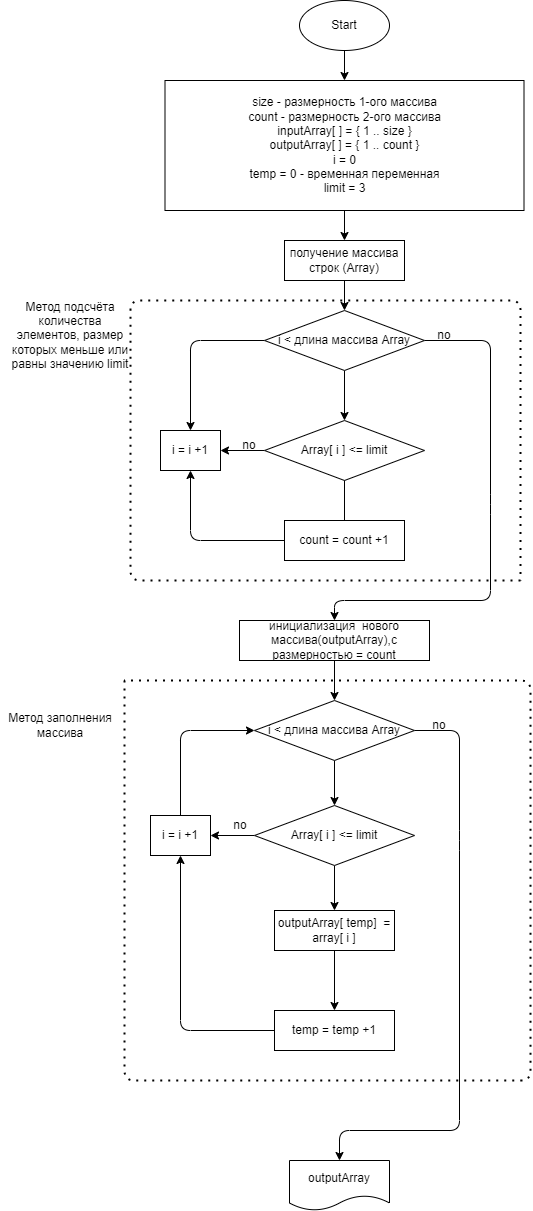 Start
size - размерность 1-ого массива
count - размерность 2-ого массива
inputArray[ ] = { 1 .. size }
outputArray[ ] = { 1 .. count }
i = 0
temp = 0 - временная переменная
limit = 3
получение массива
строк (Array)
Метод подсчёта
количества
элементов, размер
которых меньше или
равны значению limit
i < длина массива Array
no
i = i +1
no
Array[ i ] <= limit
count = count +1
инициализация нового
массива(outputArray),с
размерностью = count
Метод заполнения
массива
i < длина массива Array
no
i = i +1
no
Array[ i ] <= limit
outputArray[ temp] =
array[ i ]
temp = temp +1
outputArray